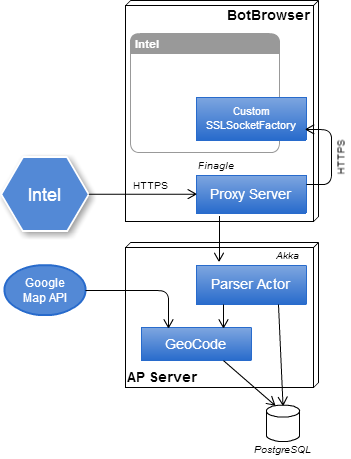 BotBrowser
Intel
Custom
SSLSocketFactory
Finagle
HTTPS
HTTPS
Intel
Proxy Server
Akka
Google
Map API
Parser Actor
GeoCode
AP Server
PostgreSQL